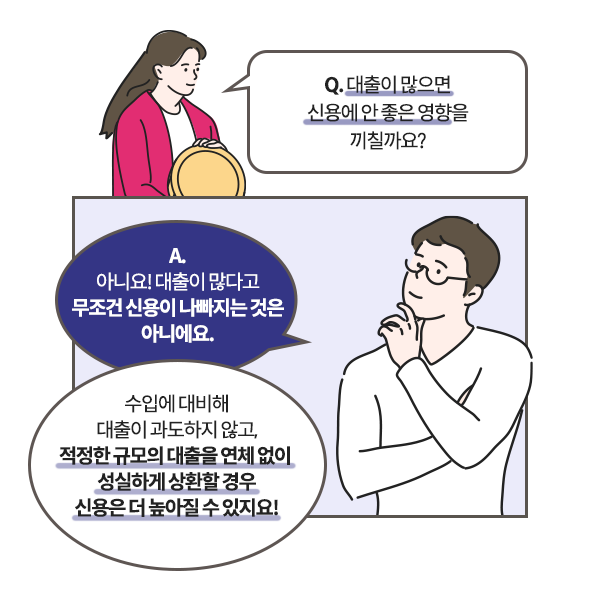 Q. 대출이 많으면
신용에 안 좋은 영향을
끼칠까요?
A.
아니요! 대출이 많다고
무조건 신용이 나빠지는 것은
아니에요.
수입에 대비해
대출이 과도하지 않고,
적정한 규모의 대출을 연체 없이
성실하게 상환할 경우
신용은 더 높아질 수 있지요!